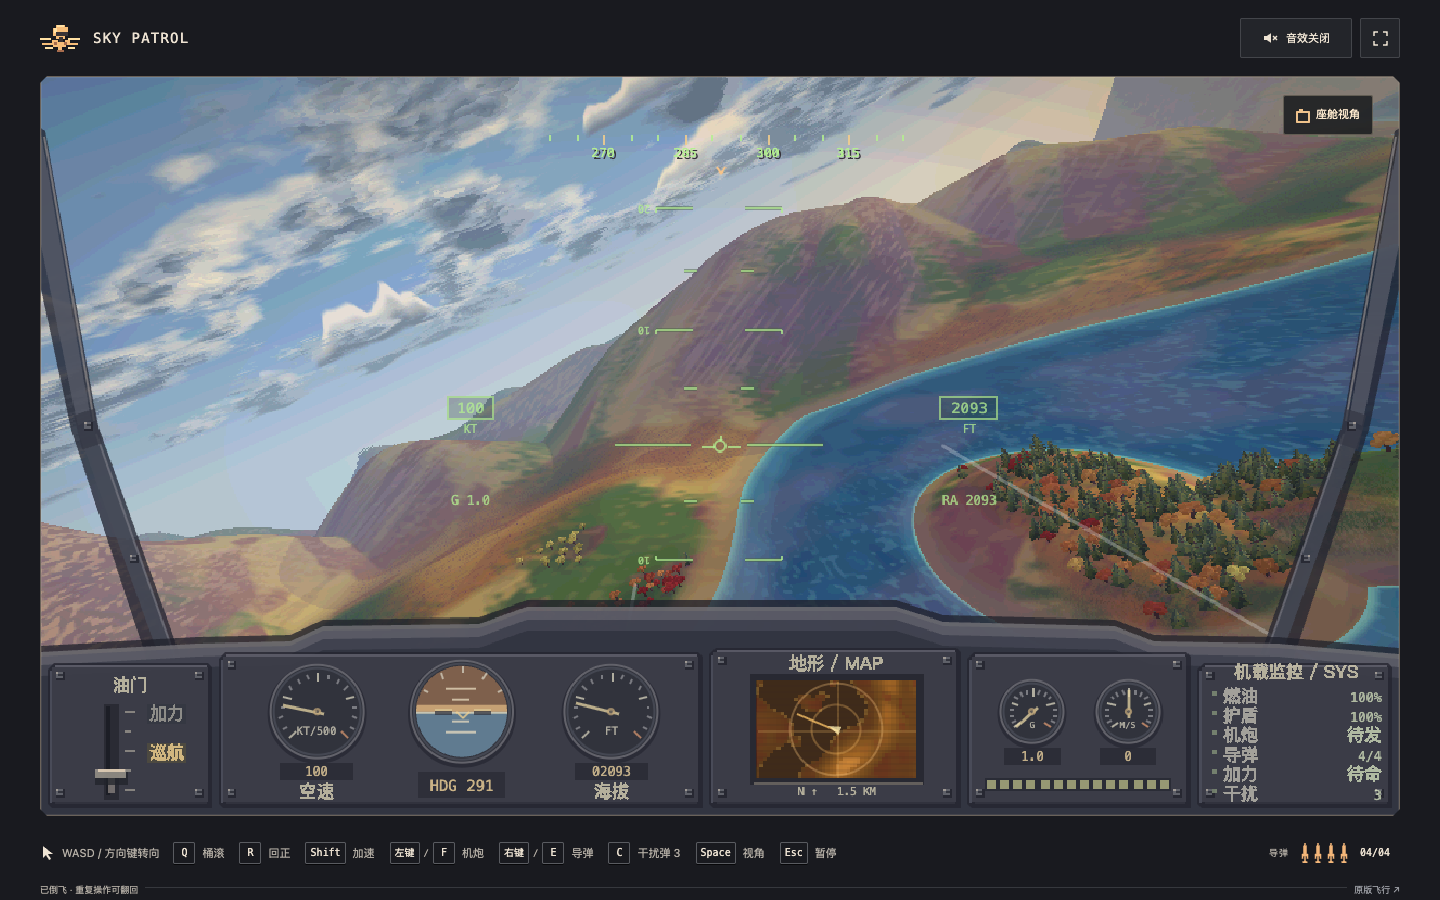 SKY PATROL
音效关闭
座舱视角
270 285 300 315
10
100
KT
2093
FT
G 1.0
RA 2093
10
油门
加力
巡航
KT/500
100
空速
HDG 291
FT
02093
海拔
地形 / MAP
N ↑ 1.5 KM
G
1.0
M/S
0
机载监控 / SYS
燃油 100%
护盾 100%
机炮 待发
导弹 4/4
加力 待命
干扰 3
WASD / 方向键转向 Q 桶滚 R 回正 Shift 加速 左键 / F 机炮 右键 / E 导弹 C 干扰弹 3 Space 视角 Esc 暂停
导弹 04/04
已倒飞 · 重复操作可翻回
原版飞行 ↗